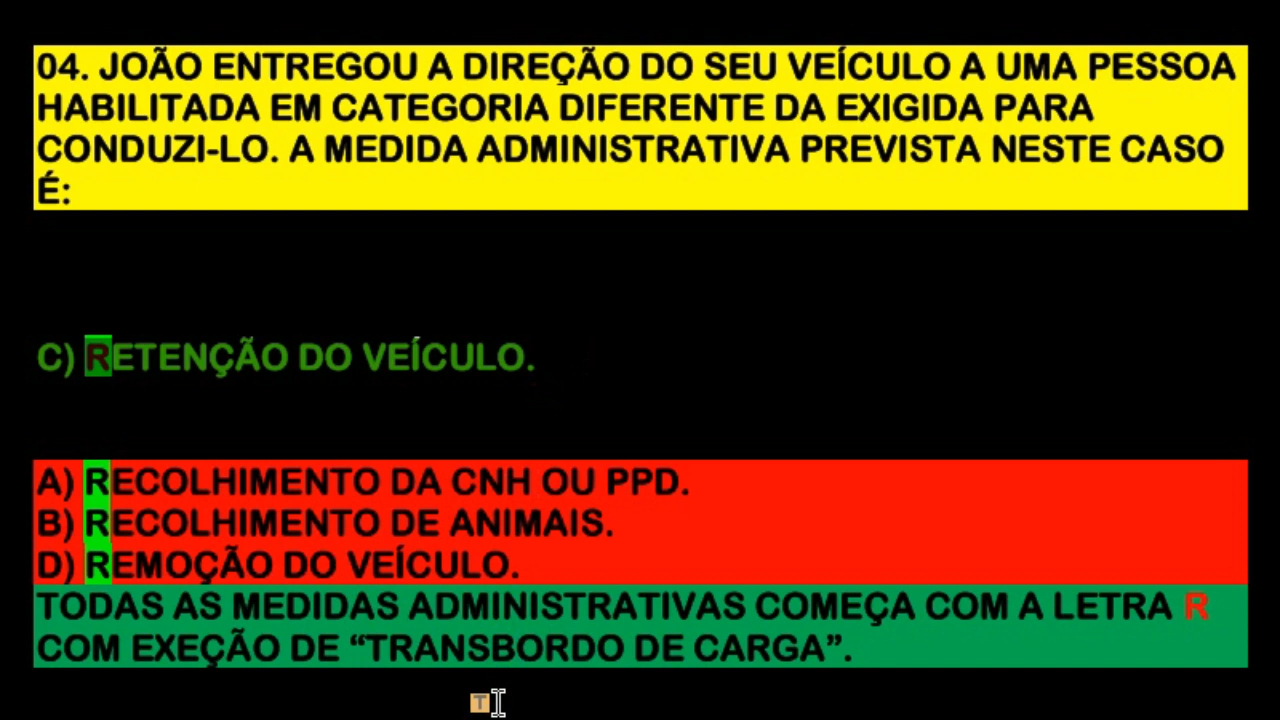 04. JOÃO ENTREGOU A DIREÇÃO DO SEU VEÍCULO A UMA PESSOA
HABILITADA EM CATEGORIA DIFERENTE DA EXIGIDA PARA
CONDUZI-LO. A MEDIDA ADMINISTRATIVA PREVISTA NESTE CASO
É:
C) RETENÇÃO DO VEÍCULO.
A) RECOLHIMENTO DA CNH OU PPD.
B) RECOLHIMENTO DE ANIMAIS.
D) REMOÇÃO DO VEÍCULO.
TODAS AS MEDIDAS ADMINISTRATIVAS COMEÇA COM A LETRA R
COM EXEÇÃO DE “TRANSBORDO DE CARGA”.
T